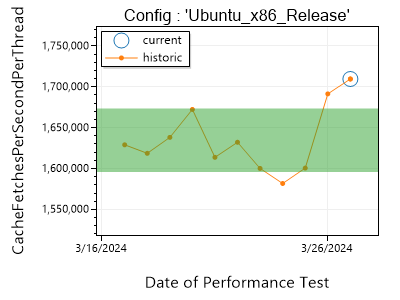 Config : 'Ubuntu_x86_Release'
CacheFetchesPerSecondPerThread
current
historic
1,750,000
1,700,000
1,650,000
1,600,000
1,550,000
3/16/2024
3/26/2024
Date of Performance Test